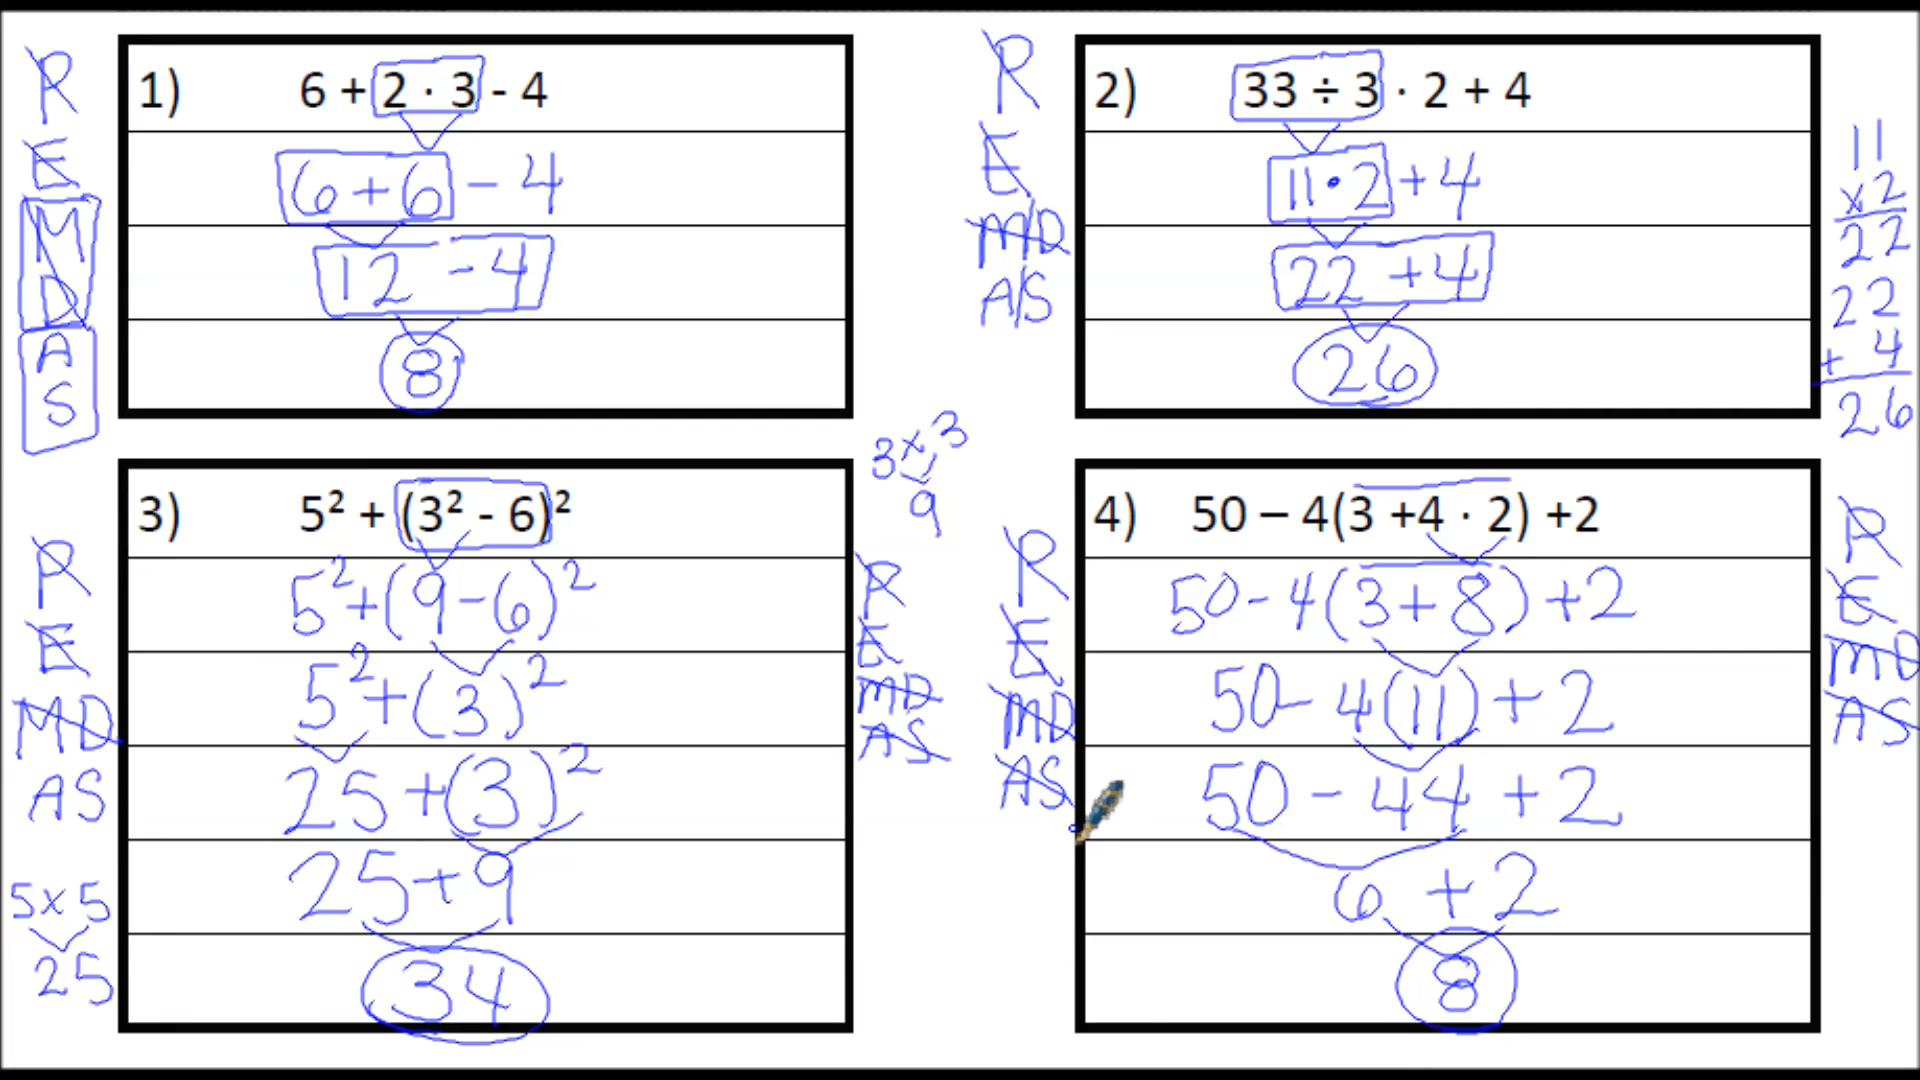 P
E
M
D
A
S
1) 6 + 2 · 3 - 4
6 + 6 - 4
12 - 4
8
P
E
M/D
A/S
2) 33 ÷ 3 · 2 + 4
11 · 2 + 4
22 + 4
26
11
x2
22
22
+ 4
26
P
E
MD
AS
5 x 5
25
3) 5² + (3² - 6)²
5² + (9 - 6)²
5² + (3)²
25 + (3)²
25 + 9
34
3 x 3
9
P
E
MD
AS
P
E
MD
AS
4) 50 – 4(3 +4 · 2) +2
50 - 4(3 + 8) + 2
50 - 4(11) + 2
50 - 44 + 2
6 + 2
8
P
E
MD
AS